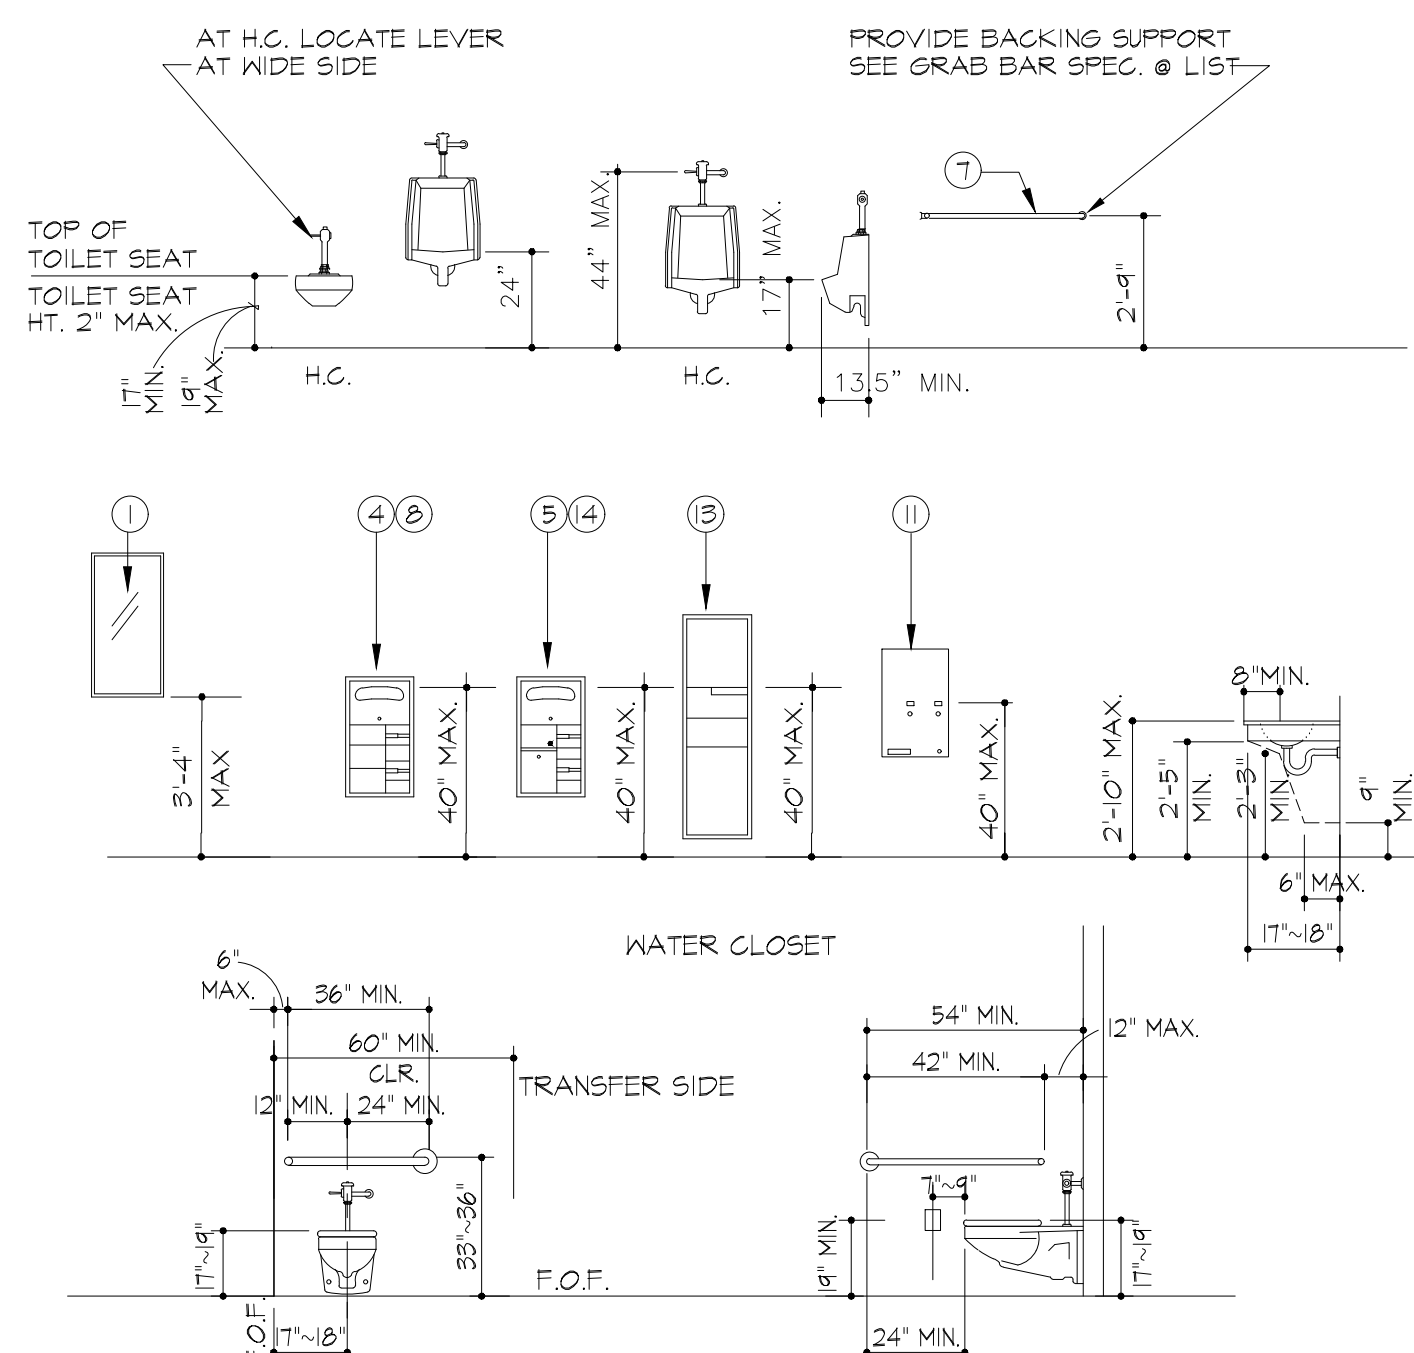 AT H.C. LOCATE LEVER
AT WIDE SIDE
PROVIDE BACKING SUPPORT
SEE GRAB BAR SPEC. @ LIST
7
TOP OF
TOILET SEAT
TOILET SEAT
HT. 2" MAX.
17"
MIN.
19"
MAX.
H.C.
24"
44" MAX.
H.C.
17" MAX.
13.5" MIN.
2'-9"
1
4
8
5
14
13
11
3'-4"
MAX
40" MAX.
40" MAX.
40" MAX.
40" MAX.
8"MIN.
2'-10" MAX.
2'-5"
MIN.
2'-3"
MIN
9"
MIN.
6" MAX.
17"~18"
WATER CLOSET
6"
MAX.
36" MIN.
60" MIN.
CLR.
TRANSFER SIDE
12" MIN.
24" MIN.
33"~36"
17"~19"
F.O.F.
F.O.F.
17"~18"
54" MIN.
12" MAX.
42" MIN.
7"~9"
19" MIN.
17"~19"
24" MIN.